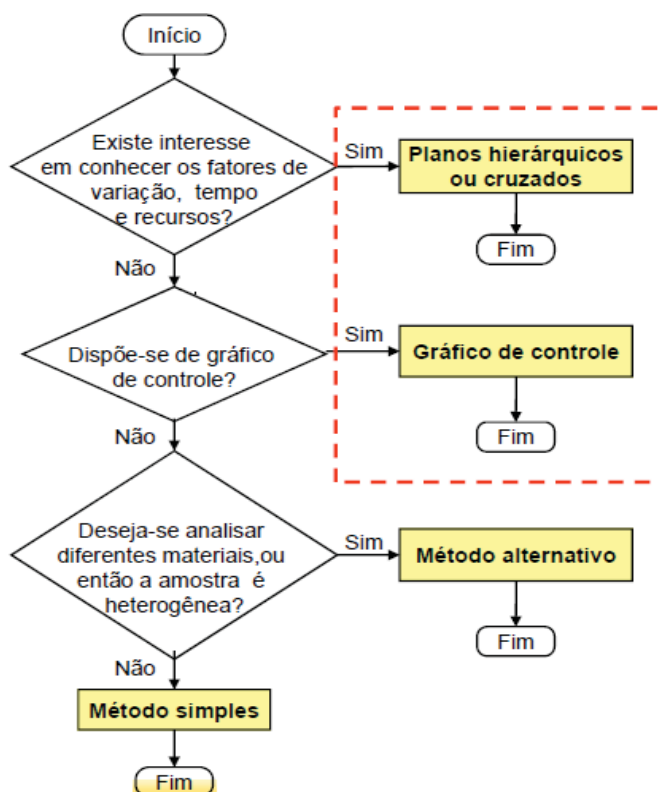 Início
Existe interesse
em conhecer os fatores de
variação, tempo
e recursos?
Sim
Planos hierárquicos
ou cruzados
Fim
Não
Dispõe-se de gráfico
de controle?
Sim
Gráfico de controle
Fim
Não
Deseja-se analisar
diferentes materiais,ou
então a amostra é
heterogênea?
Sim
Método alternativo
Fim
Não
Método simples
Fim